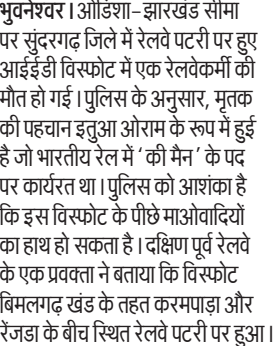 भुवनेश्वर। ओडिशा-झारखंड सीमा
पर सुंदरगढ़ जिले में रेलवे पटरी पर हुए
आईईडी विस्फोट में एक रेलवेकर्मी की
मौत हो गई। पुलिस के अनुसार, मृतक
की पहचान इतुआ ओराम के रूप में हुई
है जो भारतीय रेल में ‘ की मैन ’ के पद
पर कार्यरत था। पुलिस को आशंका है
कि इस विस्फोट के पीछे माओवादियों
का हाथ हो सकता है। दक्षिण पूर्व रेलवे
के एक प्रवक्ता ने बताया कि विस्फोट
बिमलगढ़ खंड के तहत करमपाड़ा और
रेंजडा के बीच स्थित रेलवे पटरी पर हुआ।